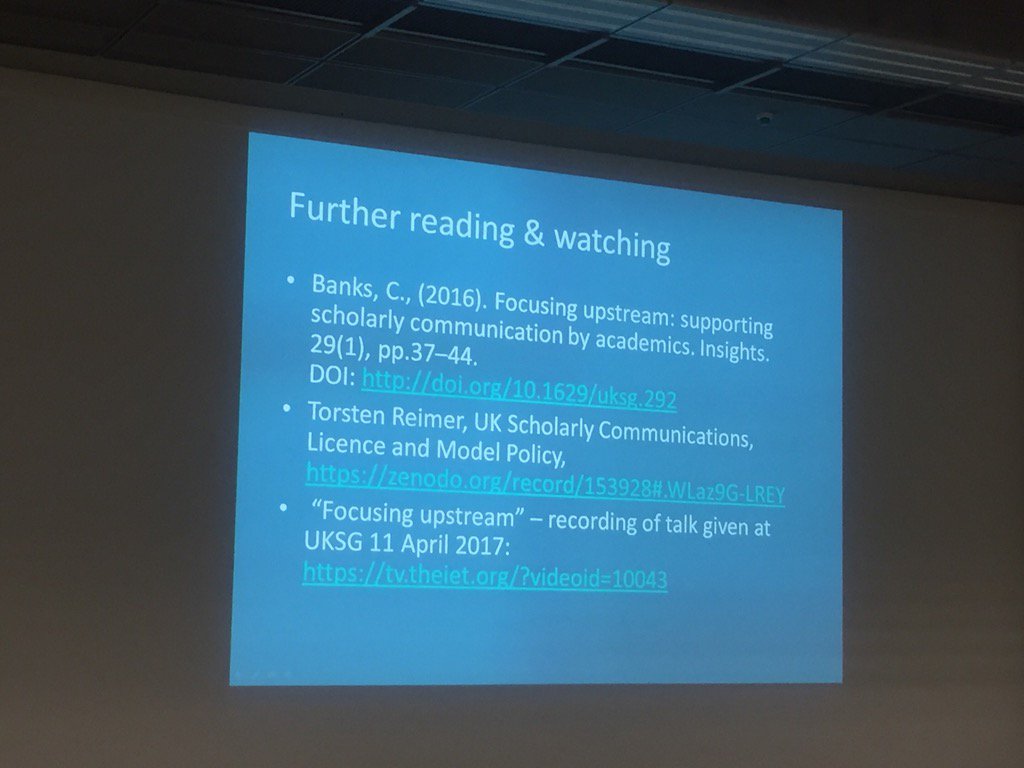 Further reading & watching
• Banks, C., (2016). Focusing upstream: supporting
scholarly communication by academics. Insights.
29(1), pp.37–44.
DOI: http://doi.org/10.1629/uksg.292
• Torsten Reimer, UK Scholarly Communications,
Licence and Model Policy,
https://zenodo.org/record/153928#.WLaz9G-LREY
• “Focusing upstream” – recording of talk given at
UKSG 11 April 2017:
https://tv.theiet.org/?videoid=10043